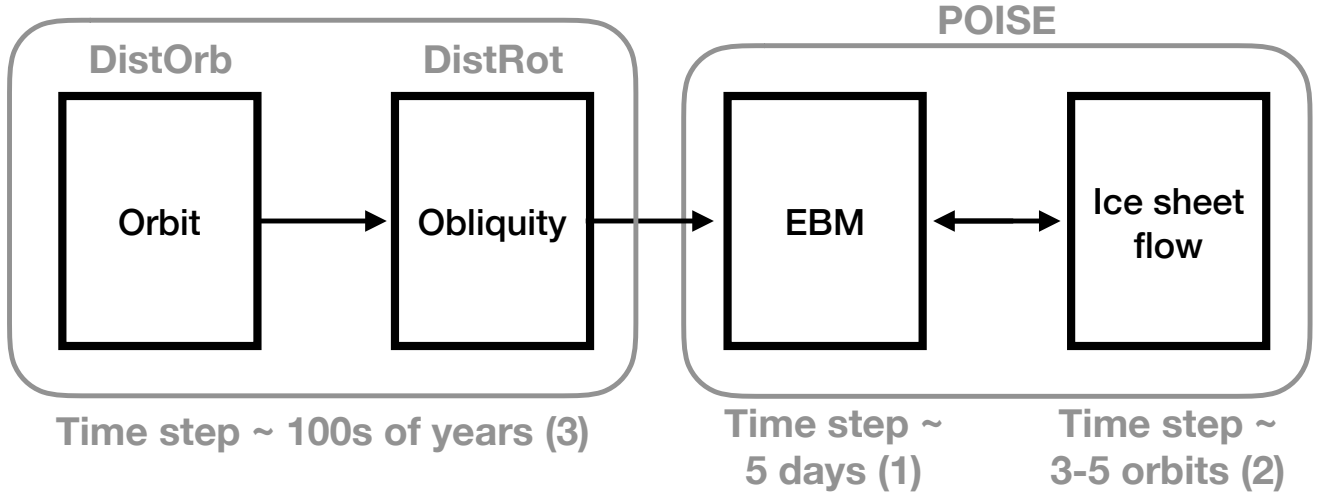 POISE
DistOrb
DistRot
Orbit
Obliquity
EBM
Ice sheet
flow
Time step ~ 100s of years (3)
Time step ~
5 days (1)
Time step ~
3-5 orbits (2)